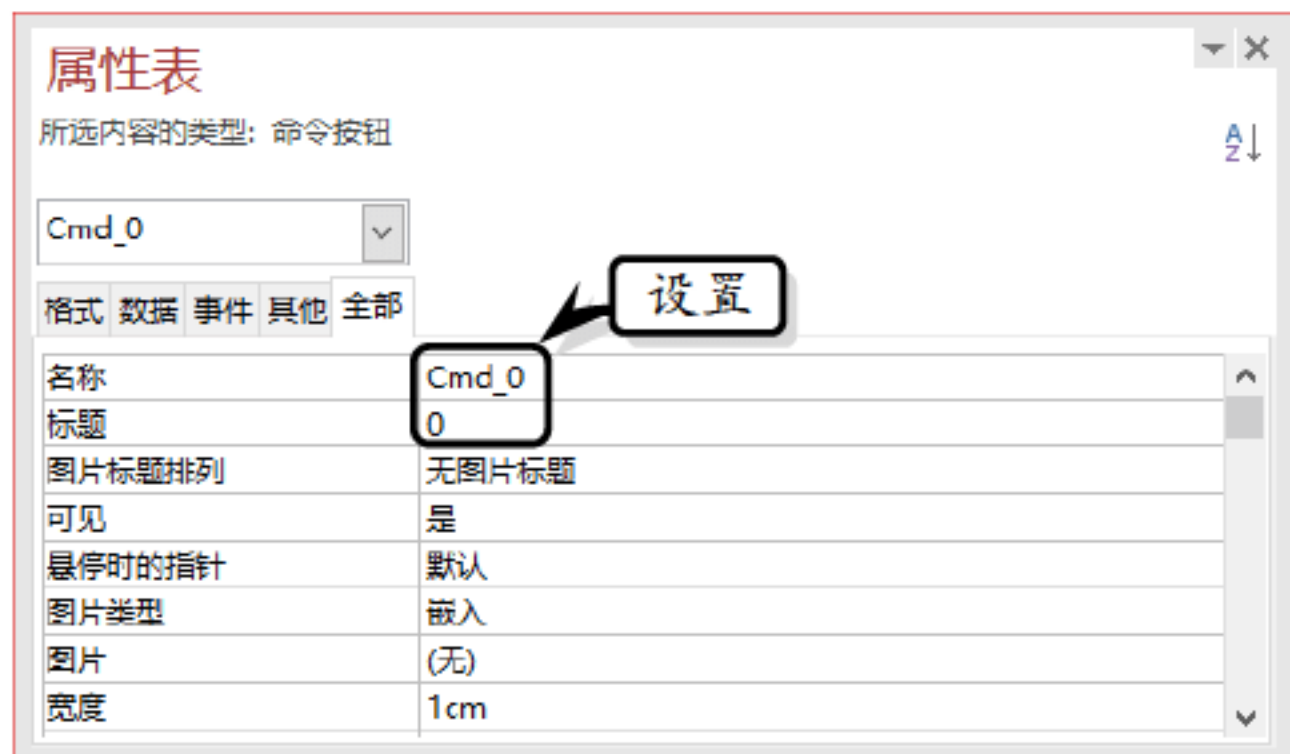 属性表
所选内容的类型: 命令按钮
A
Z
Cmd_0
格式 数据 事件 其他 全部
设置
名称 Cmd_0
标题 0
图片标题排列 无图片标题
可见 是
悬停时的指针 默认
图片类型 嵌入
图片 (无)
宽度 1cm